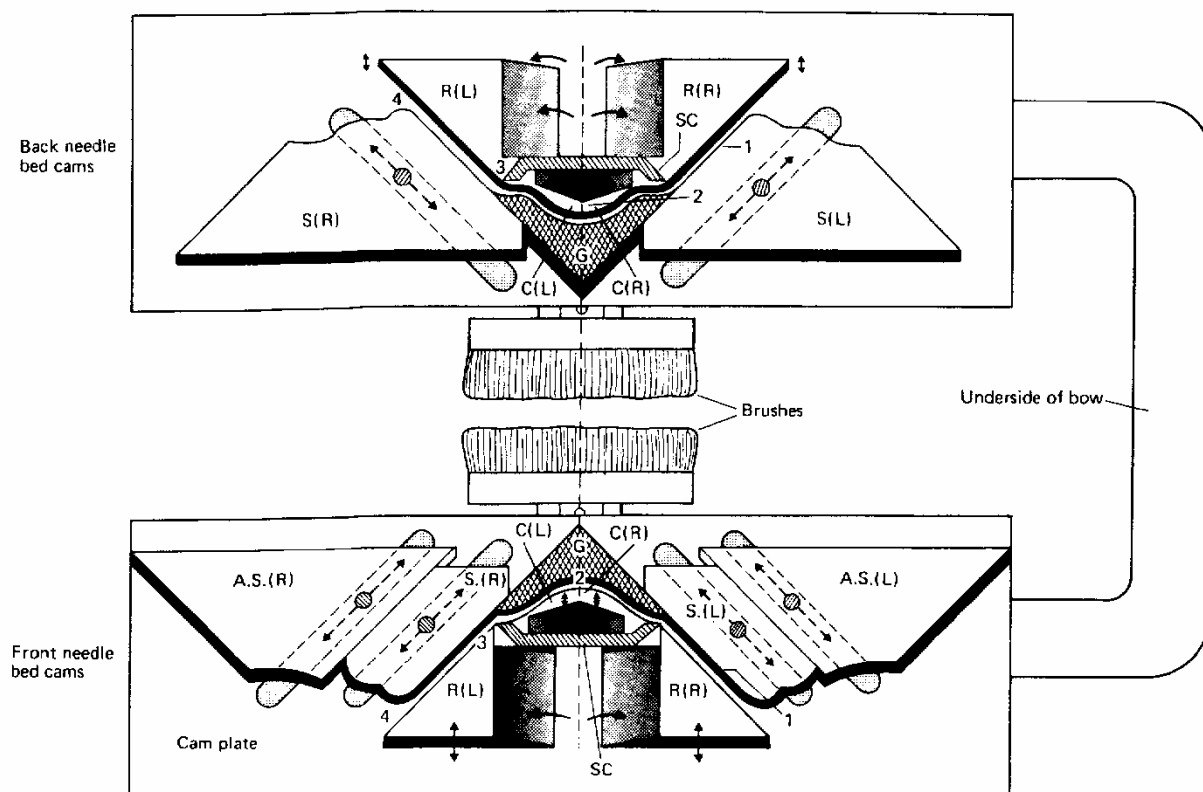 R(L)
R(R)
SC
4
1
Back needle
bed cams
3
2
S(R)
S(L)
G
C(L)
C(R)
Brushes
Underside of bow
C(L)
C(R)
G
A.S.(R)
S.(R)
2
S.(L)
A.S.(L)
3
Front needle
bed cams
R(L)
R(R)
4
1
Cam plate
SC